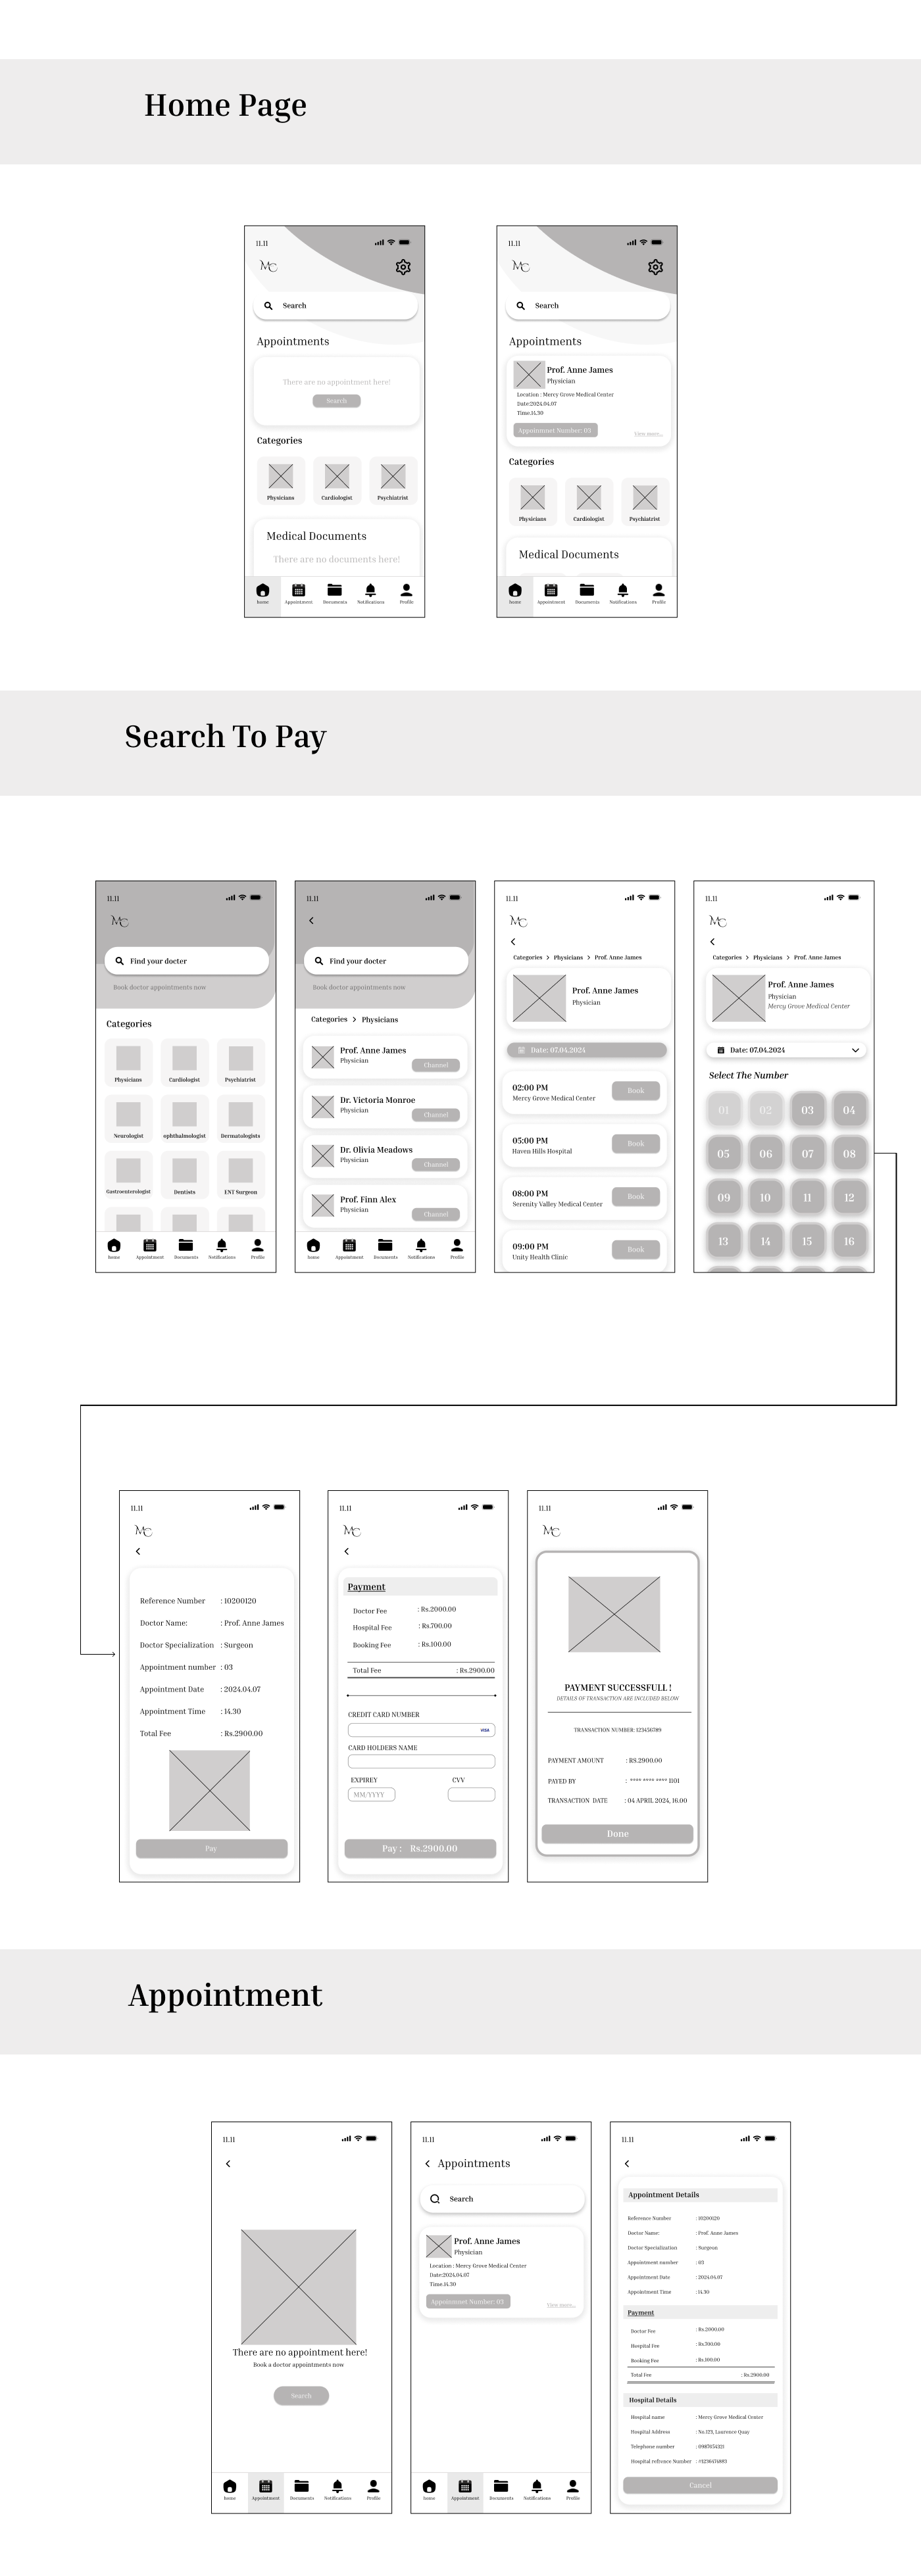 Home Page
11.11
MC
Search
Appointments
There are no appointment here!
Search
Categories
Physicians Cardiologist Psychiatrist
Medical Documents
There are no documents here!
home Appointment Documents Notifications Profile
11.11
MC
Search
Appointments
Prof. Anne James
Physician
Location : Mercy Grove Medical Center
Date:2024.04.07
Time.14.30
Appoinmnet Number: 03
View more...
Categories
Physicians Cardiologist Psychiatrist
Medical Documents
home Appointment Documents Notifications Profile
Search To Pay
11.11
MC
Find your docter
Book doctor appointments now
Categories
Physicians Cardiologist Psychiatrist
Neurologist ophthalmologist Dermatologists
Gastroenterologist Dentists ENT Surgeon
home Appointment Documents Notifications Profile
11.11
Find your docter
Book doctor appointments now
Categories > Physicians
Prof. Anne James
Physician
Channel
Dr. Victoria Monroe
Physician
Channel
Dr. Olivia Meadows
Physician
Channel
Prof. Finn Alex
Physician
Channel
home Appointment Documents Notifications Profile
11.11
MC
Categories > Physicians > Prof. Anne James
Prof. Anne James
Physician
Date: 07.04.2024
02:00 PM
Mercy Grove Medical Center
Book
05:00 PM
Haven Hills Hospital
Book
08:00 PM
Serenity Valley Medical Center
Book
09:00 PM
Unity Health Clinic
Book
11.11
MC
Categories > Physicians > Prof. Anne James
Prof. Anne James
Physician
Mercy Grove Medical Center
Date: 07.04.2024
Select The Number
01 02 03 04
05 06 07 08
09 10 11 12
13 14 15 16
11.11
MC
Reference Number : 10200120
Doctor Name: : Prof. Anne James
Doctor Specialization : Surgeon
Appointment number : 03
Appointment Date : 2024.04.07
Appointment Time : 14.30
Total Fee : Rs.2900.00
Pay
11.11
MC
Payment
Doctor Fee : Rs.2000.00
Hospital Fee : Rs.700.00
Booking Fee : Rs.100.00
Total Fee : Rs.2900.00
CREDIT CARD NUMBER
VISA
CARD HOLDERS NAME
EXPIREY CVV
MM/YYYY
Pay : Rs.2900.00
11.11
MC
PAYMENT SUCCESSFULL !
DETAILS OF TRANSACTION ARE INCLUDED BELOW
TRANSACTION NUMBER: 123456789
PAYMENT AMOUNT : RS.2900.00
PAYED BY : **** **** **** 1101
TRANSACTION DATE : 04 APRIL 2024, 16.00
Done
Appointment
11.11
There are no appointment here!
Book a doctor appointments now
Search
home Appointment Documents Notifications Profile
11.11
Appointments
Search
Prof. Anne James
Physician
Location : Mercy Grove Medical Center
Date:2024.04.07
Time.14.30
Appoinmnet Number: 03
View more...
home Appointment Documents Notifications Profile
11.11
Appointment Details
Reference Number : 10200120
Doctor Name: : Prof. Anne James
Doctor Specialization : Surgeon
Appointment number : 03
Appointment Date : 2024.04.07
Appointment Time : 14.30
Payment
Doctor Fee : Rs.2000.00
Hospital Fee : Rs.700.00
Booking Fee : Rs.100.00
Total Fee : Rs.2900.00
Hospital Details
Hospital name : Mercy Grove Medical Center
Hospital Address : No.123, Laurence Quay
Telephone number : 0987654321
Hospital refrence Number
Cancel